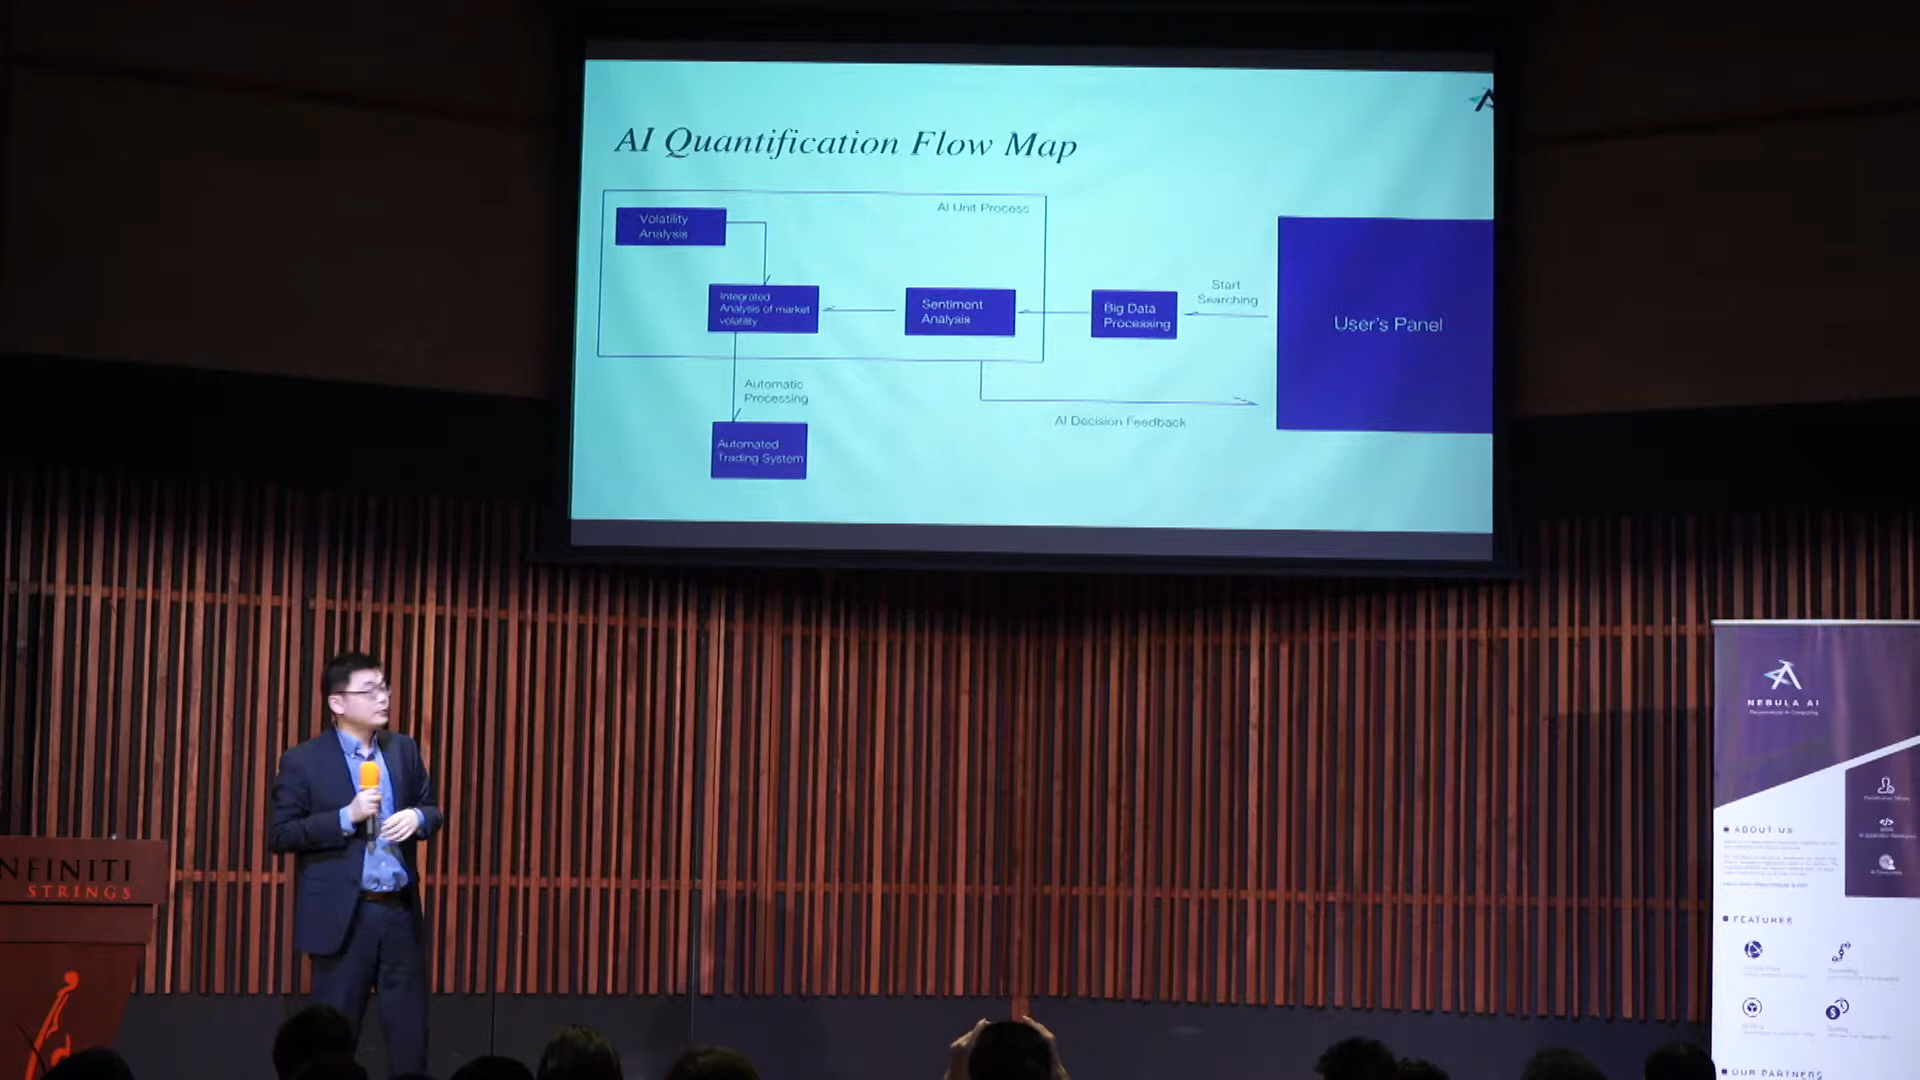 AI Quantification Flow Map
AI Unit Process
Volatility
Analysis
Integrated
Analysis of market
volatility
Sentiment
Analysis
Big Data
Processing
Start
Searching
User's Panel
Automatic
Processing
AI Decision Feedback
Automated
Trading System
NFINITI
STRINGS
NEBULA AI
ABOUT US
FEATURES
OUR PARTNERS